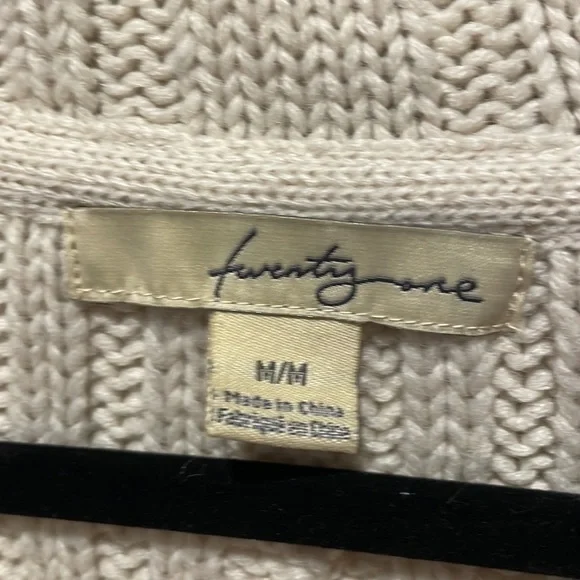 twenty one
M/M
Made in China
Fabriqué en Chine